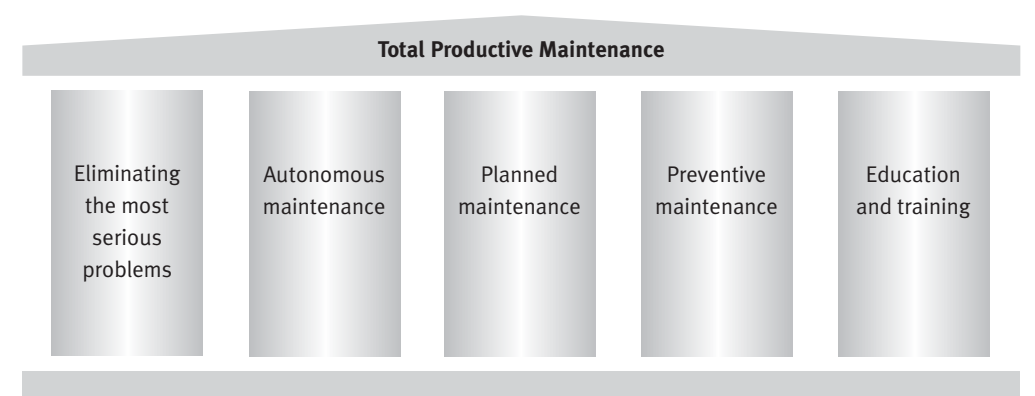 Total Productive Maintenance
Eliminating
the most
serious
problems
Autonomous
maintenance
Planned
maintenance
Preventive
maintenance
Education
and training